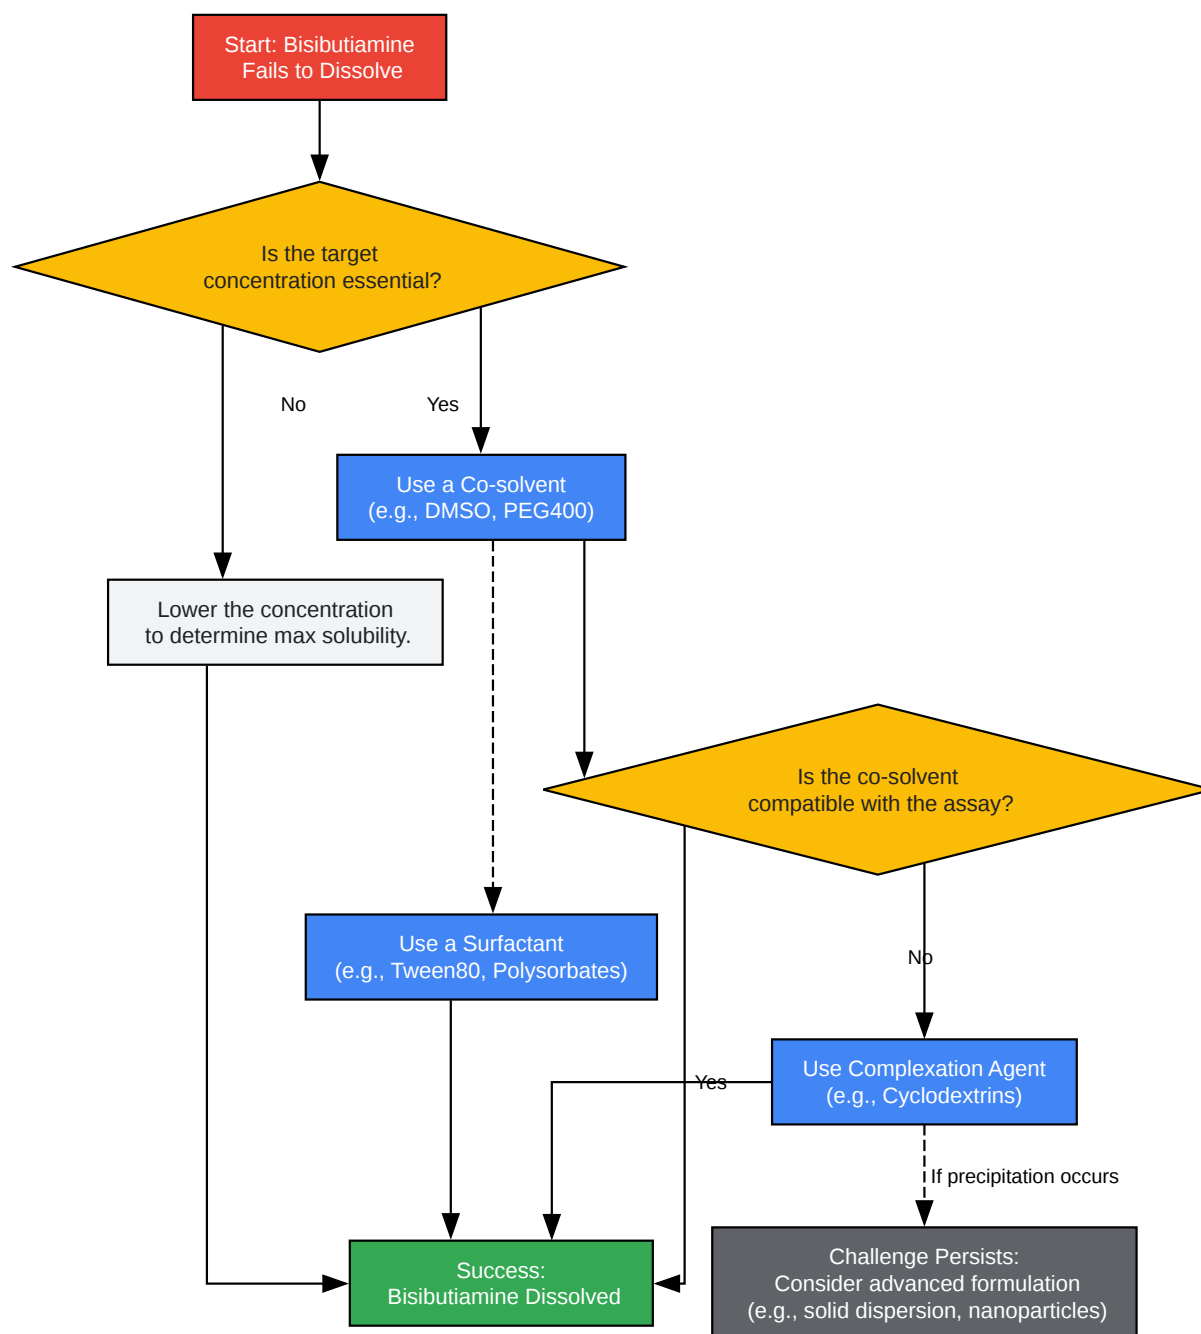 Start: Bisibutiamine
Fails to Dissolve
Is the target
concentration essential?
No
Yes
Use a Co-solvent
(e.g., DMSO, PEG400)
Lower the concentration
to determine max solubility.
Is the co-solvent
compatible with the assay?
Use a Surfactant
(e.g., Tween80, Polysorbates)
No
Use Complexation Agent
(e.g., Cyclodextrins)
Yes
If precipitation occurs
Success:
Bisibutiamine Dissolved
Challenge Persists:
Consider advanced formulation
(e.g., solid dispersion, nanoparticles)